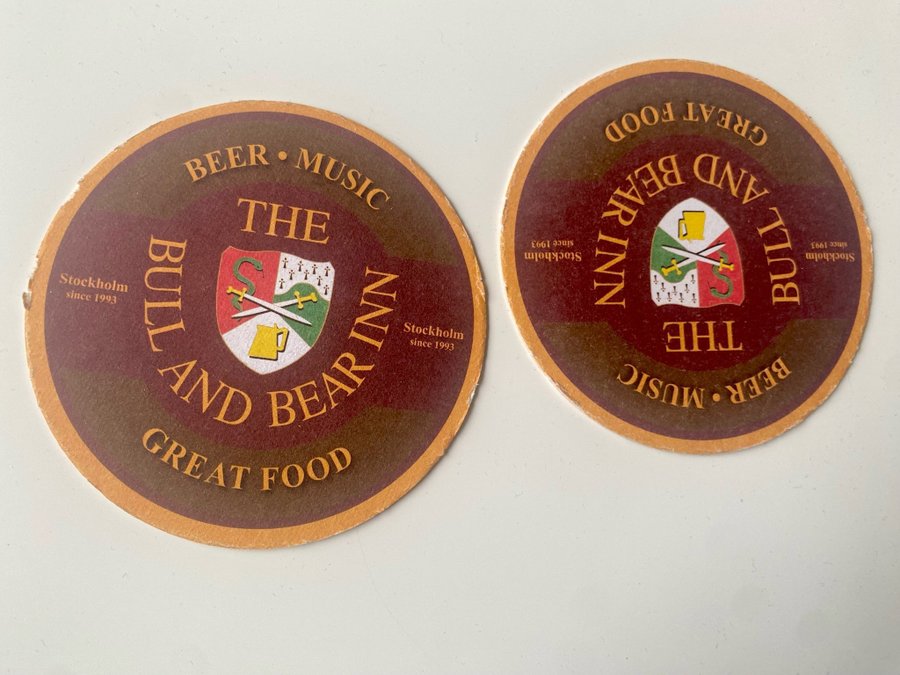 BEER • MUSIC
THE
BULL AND BEAR INN
Stockholm
since 1993
Stockholm
since 1993
GREAT FOOD
BEER • MUSIC
THE
BULL AND BEAR INN
Stockholm
since 1993
Stockholm
since 1993
GREAT FOOD